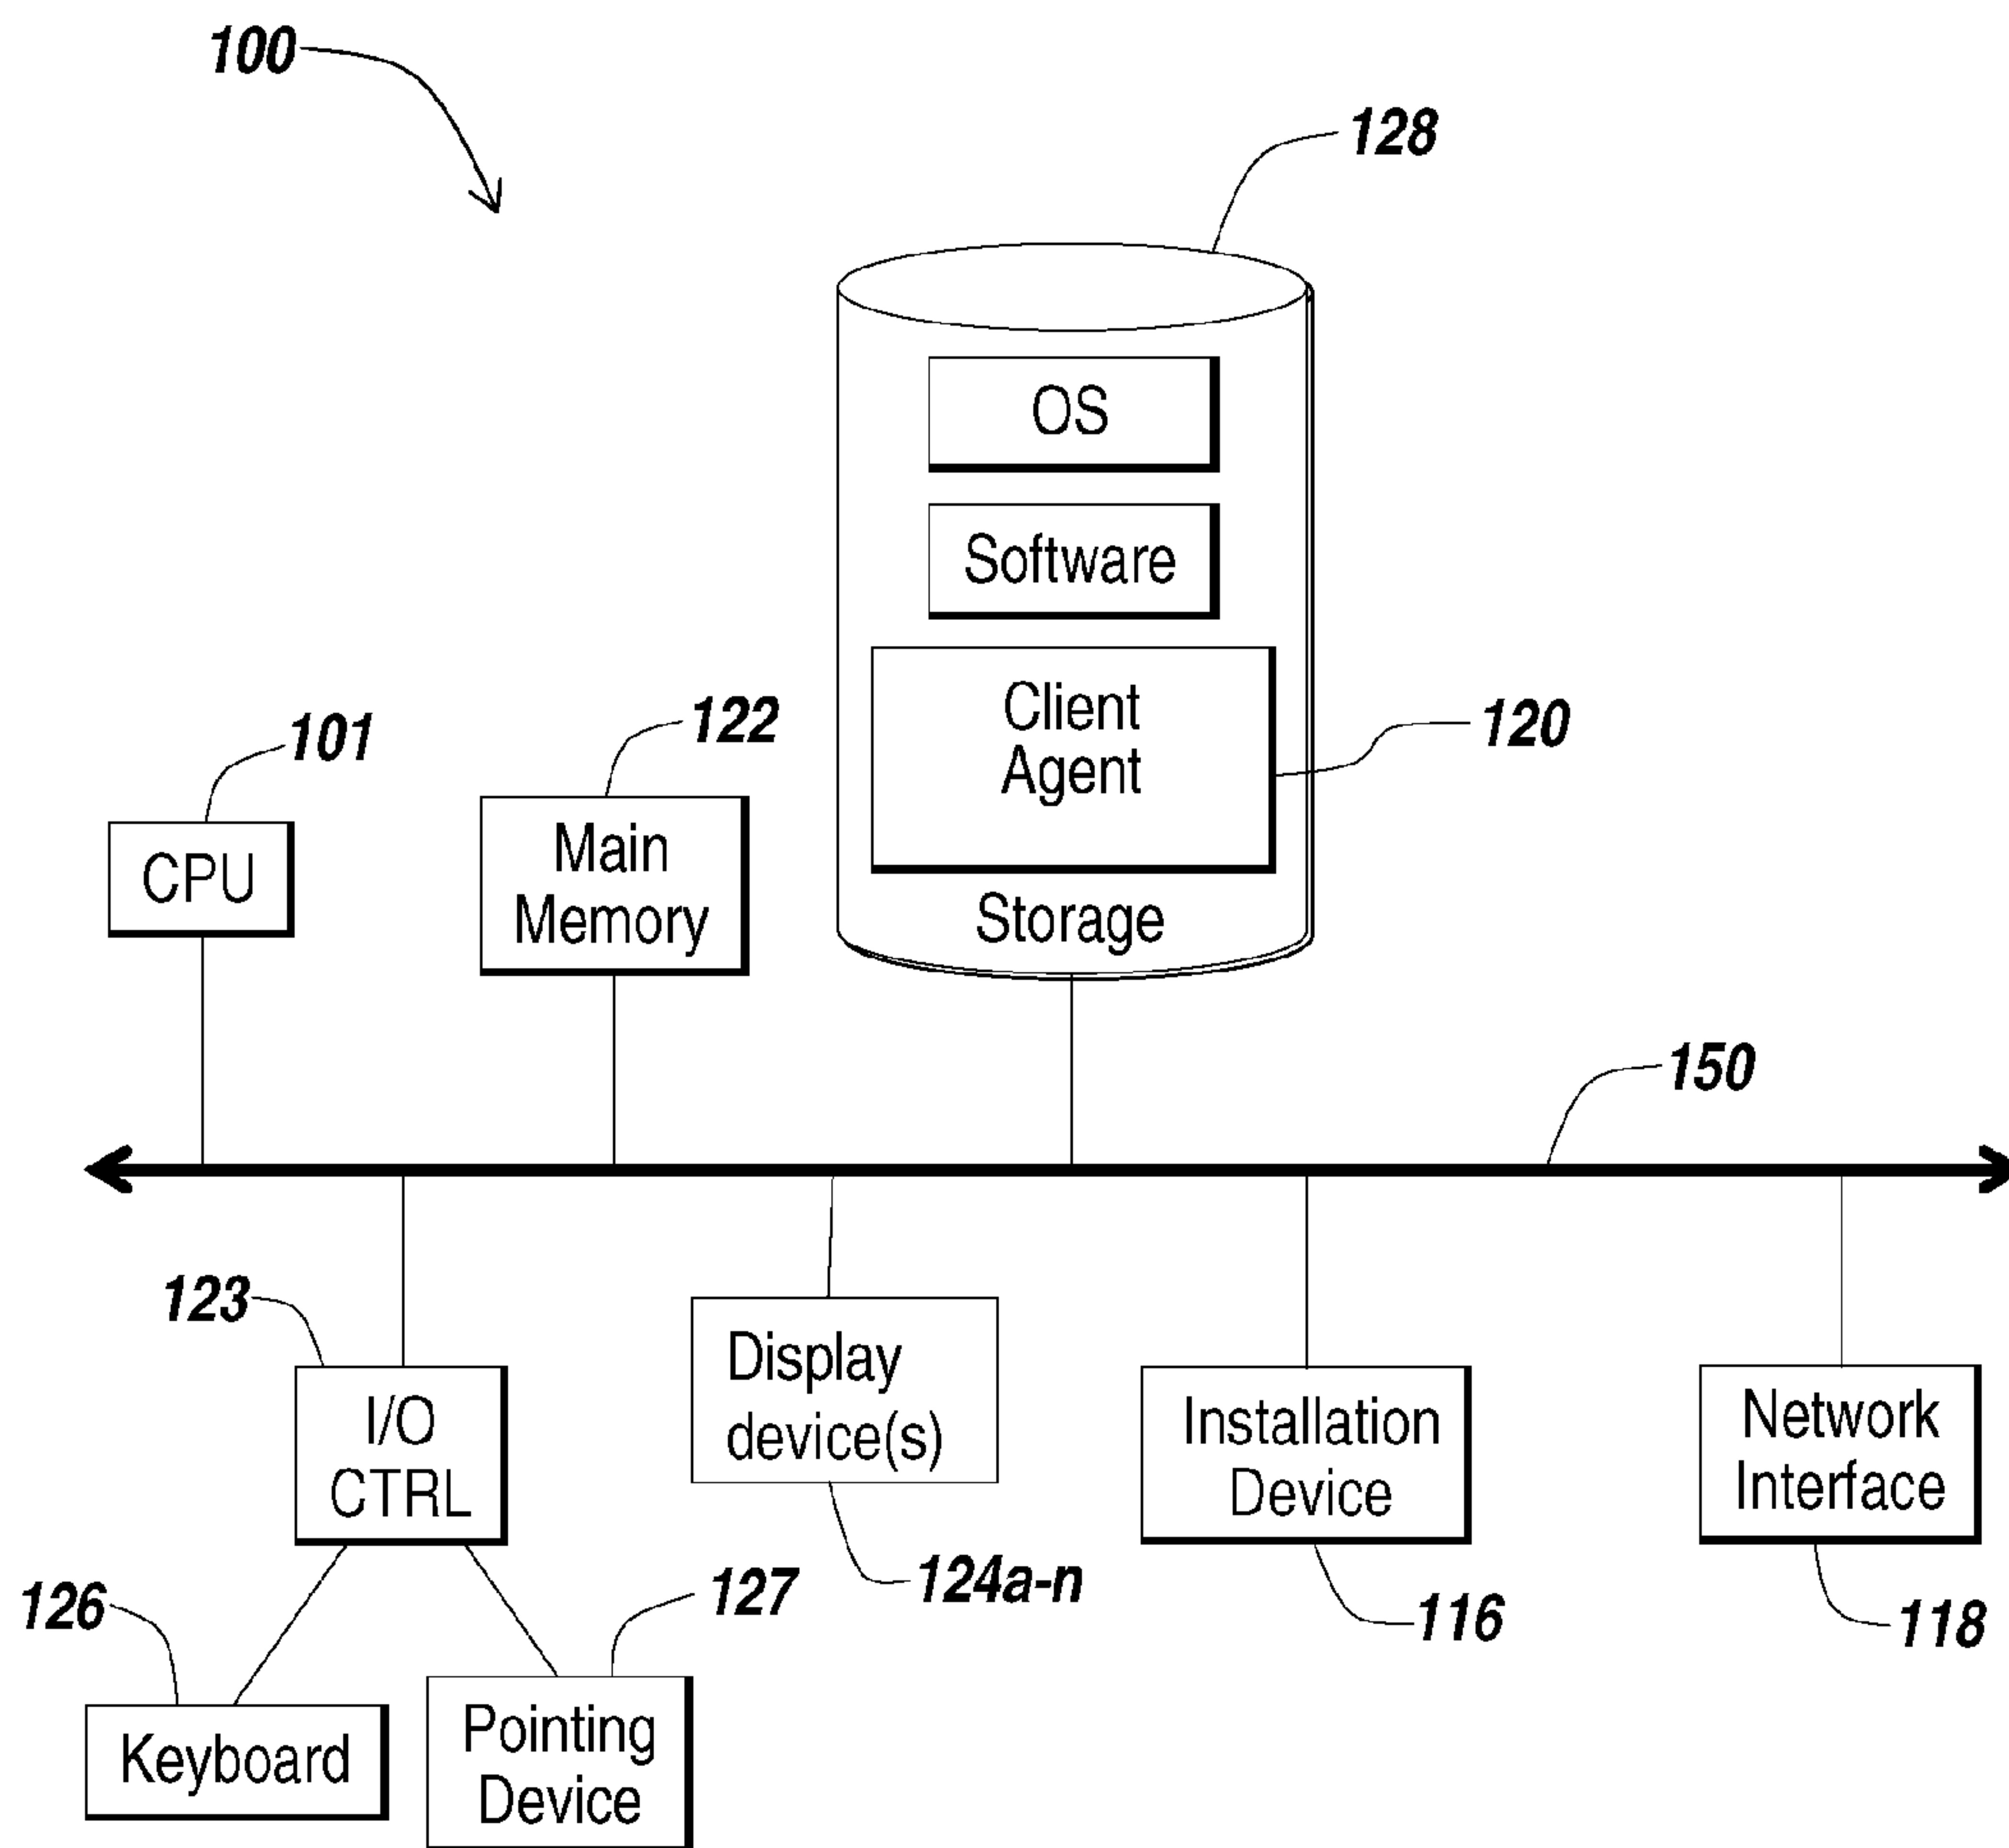 100
128
OS
Software
Client
Agent
120
Storage
101
CPU
122
Main
Memory
150
123
I/O
CTRL
Display
device(s)
124a-n
Installation
Device
116
Network
Interface
118
126
Keyboard
127
Pointing
Device